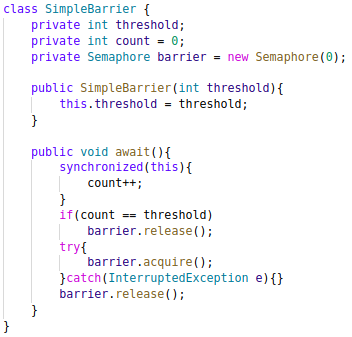 class SimpleBarrier {
    private int threshold;
    private int count = 0;
    private Semaphore barrier = new Semaphore(0);

    public SimpleBarrier(int threshold){
        this.threshold = threshold;
    }

    public void await(){
        synchronized(this){
            count++;
        }
        if(count == threshold)
            barrier.release();
        try{
            barrier.acquire();
        }catch(InterruptedException e){}
        barrier.release();
    }
}